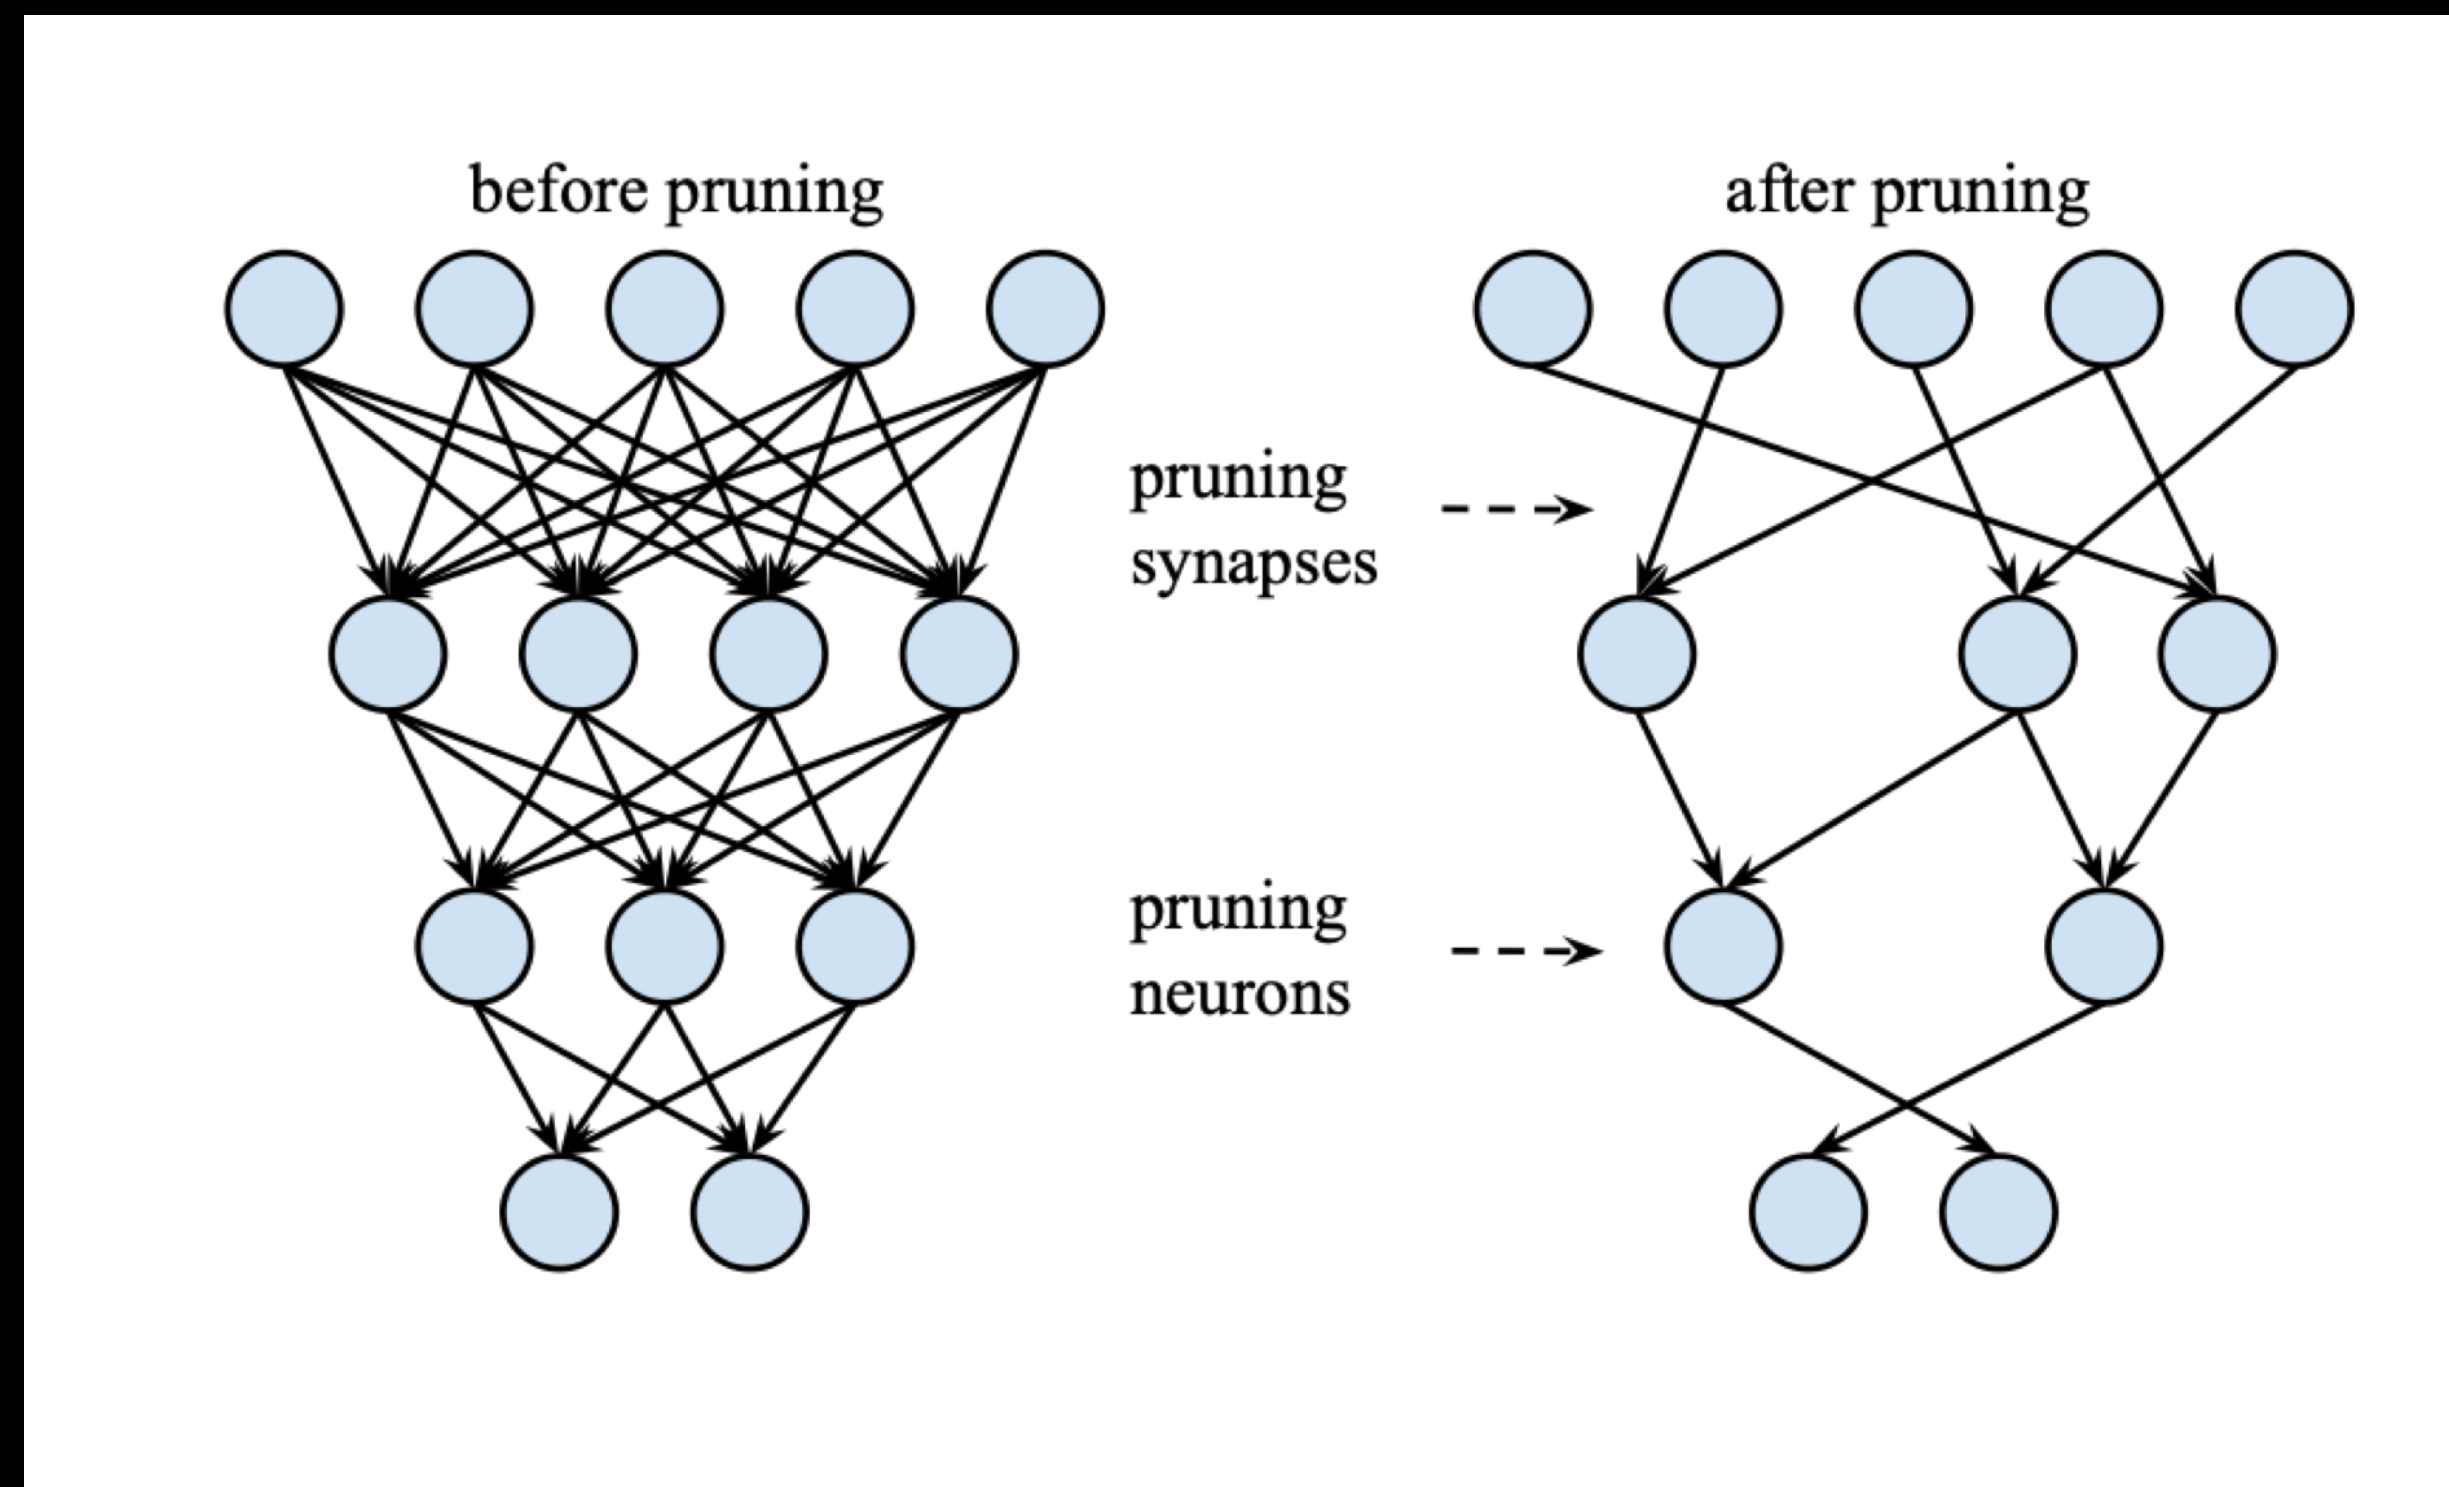 before pruning
after pruning
pruning
synapses
pruning
neurons